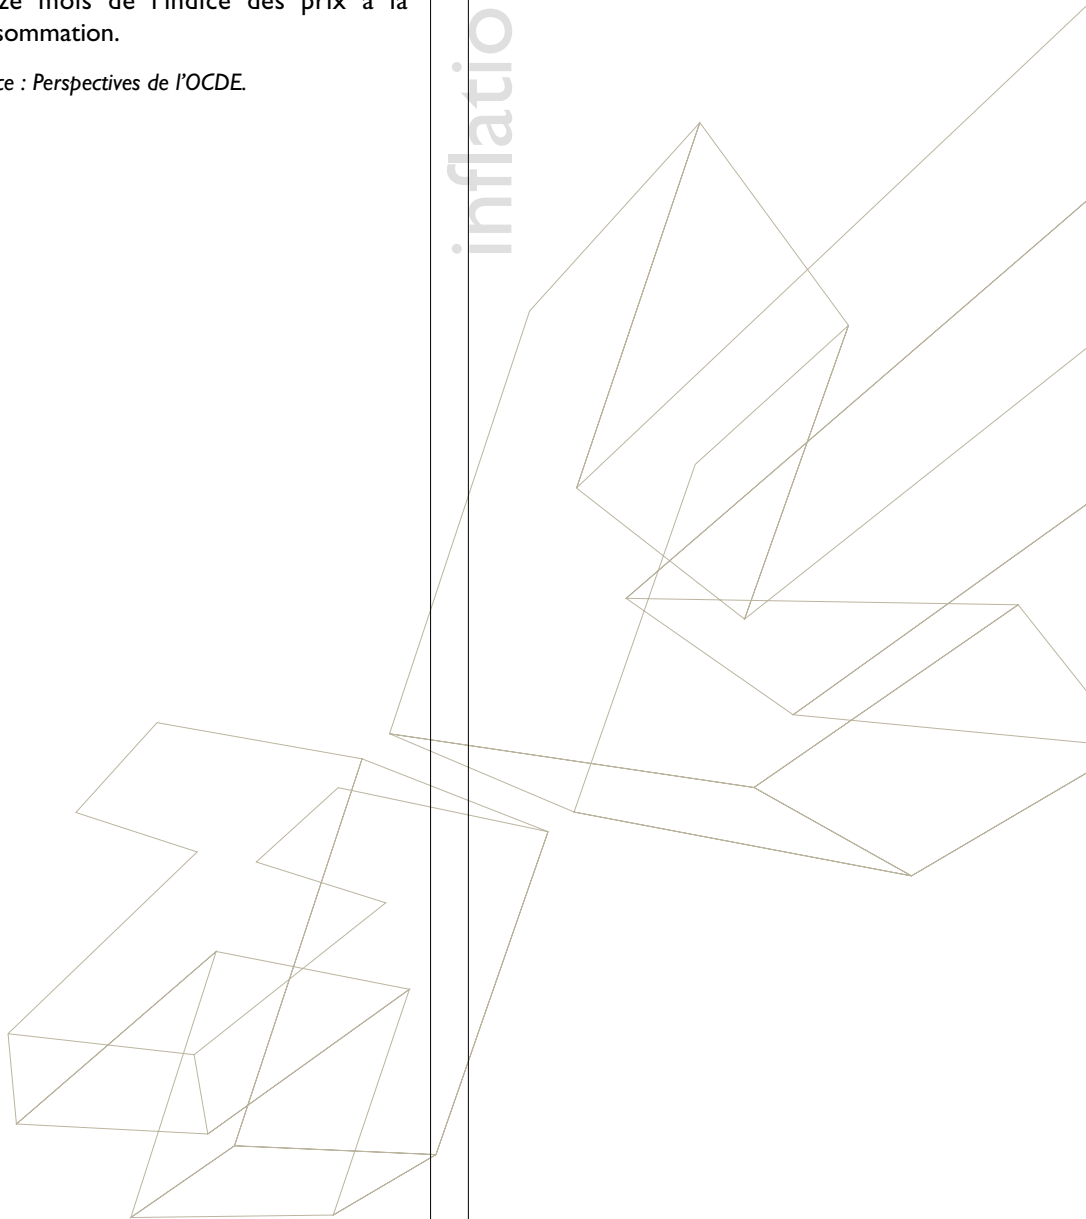 ze mois de l'indice des prix à la
sommation.
ce : Perspectives de l'OCDE.
inflatio